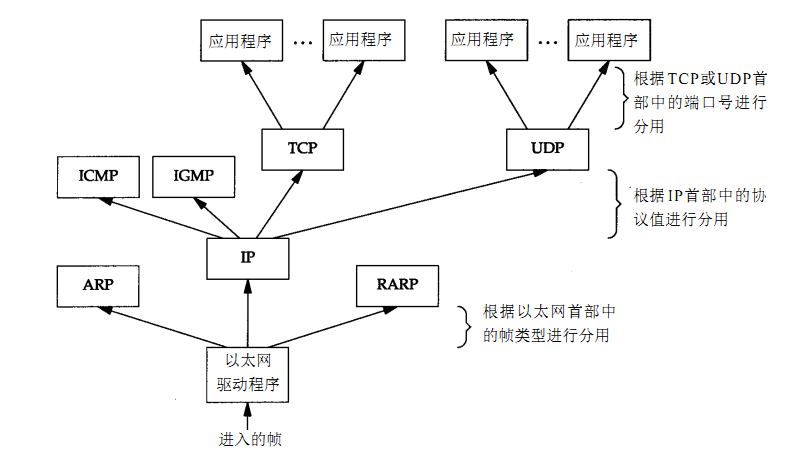 应用程序 … 应用程序 应用程序 … 应用程序
根据TCP或UDP首
部中的端口号进行
分用
TCP UDP
ICMP IGMP
根据IP首部中的协
议值进行分用
IP
ARP RARP
根据以太网首部中
的帧类型进行分用
以太网
驱动程序
进入的帧